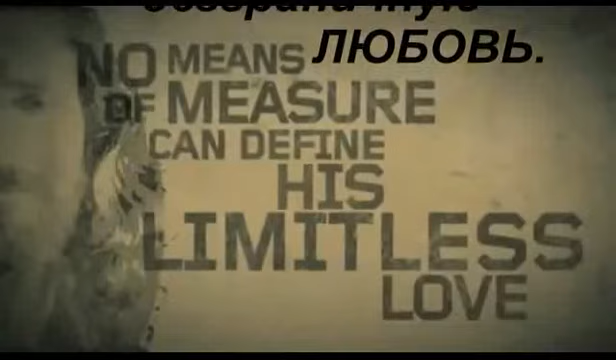 ЛЮБОВЬ.
NO MEANS
OF MEASURE
CAN DEFINE
HIS
LIMITLESS
LOVE